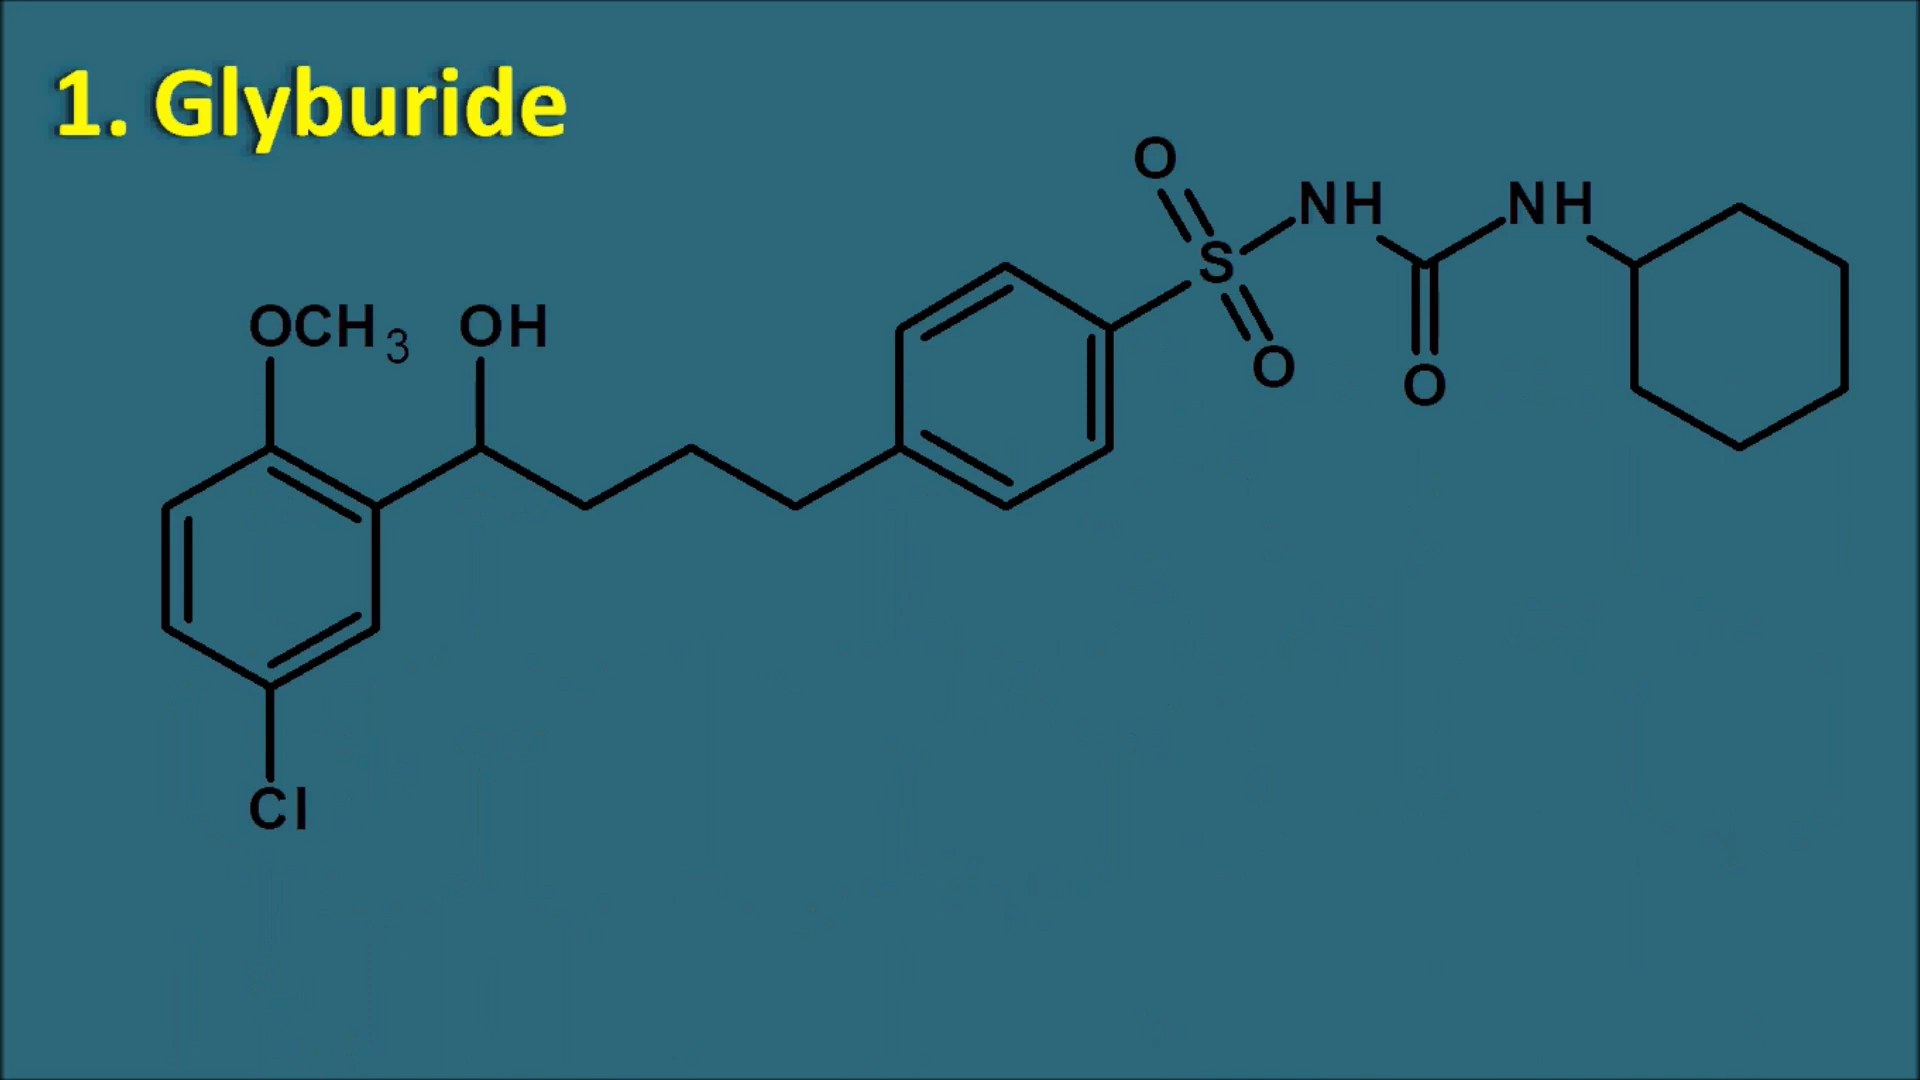 1. Glyburide
O
NH NH
S
OCH3 OH
O
O
Cl